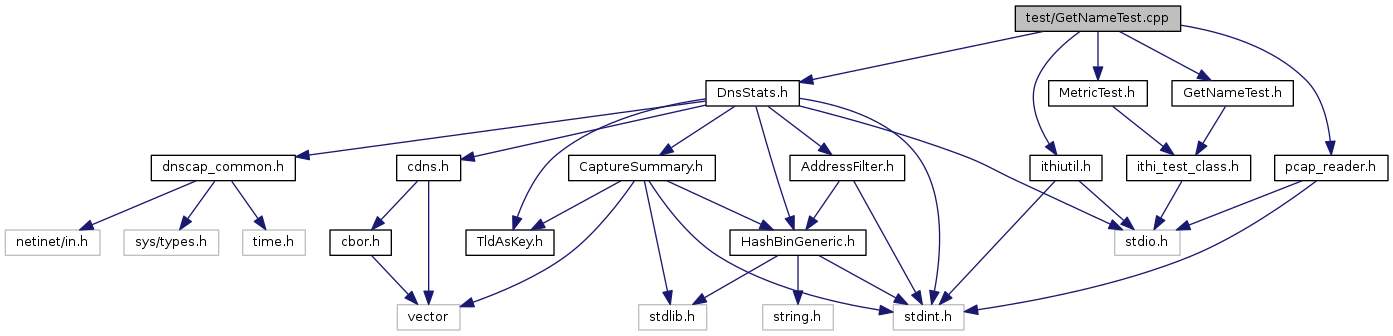 test/GetNameTest.cpp
DnsStats.h
MetricTest.h
GetNameTest.h
dnscap_common.h
cdns.h
CaptureSummary.h
AddressFilter.h
ithiutil.h
ithi_test_class.h
pcap_reader.h
netinet/in.h
sys/types.h
time.h
cbor.h
TldAsKey.h
HashBinGeneric.h
stdio.h
vector
stdlib.h
string.h
stdint.h